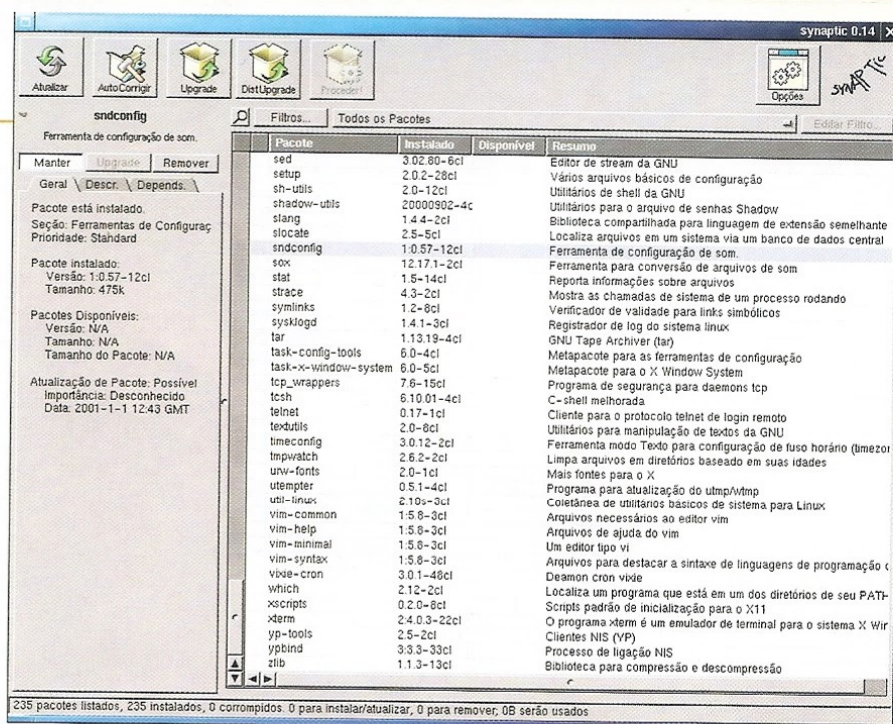 synaptic 0.14
Atualizar AutoCorrigir Upgrade DistUpgrade Proceder! Opções synaptic
sndconfig
Ferramenta de configuração de som.
Manter Upgrade Remover
Geral Descr. Depends.
Pacote está instalado.
Seção: Ferramentas de Configuraç
Prioridade: Standard
Pacote instalado:
Versão: 1:0.57-12cl
Tamanho: 475k
Pacotes Disponíveis:
Versão: N/A
Tamanho: N/A
Tamanho do Pacote: N/A
Atualização de Pacote: Possível
Importância: Desconhecido
Data: 2001-1-1 12:43 GMT
Filtros... Todos os Pacotes Editar Filtro...
Pacote Instalado Disponível Resumo
sed 3.02.80-6cl Editor de stream da GNU
setup 2.0.2-28cl Vários arquivos básicos de configuração
sh-utils 2.0-12cl Utilitários de shell da GNU
shadow-utils 20000902-4c Utilitários para o arquivo de senhas Shadow
slang 1.4.4-2cl Biblioteca compartilhada para linguagem de extensão semelhante
slocate 2.5-5cl Localiza arquivos em um sistema via um banco de dados central
sndconfig 1:0.57-12cl Ferramenta de configuração de som.
sox 12.17.1-2cl Ferramenta para conversão de arquivos de som
stat 1.5-14cl Reporta informações sobre arquivos
strace 4.3-2cl Mostra as chamadas de sistema de um processo rodando
symlinks 1.2-8cl Verificador de validade para links simbólicos
sysklogd 1.4.1-3cl Registrador de log do sistema linux
tar 1.13.19-4cl GNU Tape Archiver (tar)
task-config-tools 6.0-4cl Metapacote para as ferramentas de configuração
task-x-window-system 6.0-5cl Metapacote para o X Window System
tcp_wrappers 7.6-15cl Programa de segurança para daemons tcp
tcsh 6.10.01-4cl C-shell melhorada
telnet 0.17-1cl Cliente para o protocolo telnet de login remoto
textutils 2.0-8cl Utilitários para manipulação de textos da GNU
timeconfig 3.0.12-2cl Ferramenta modo Texto para configuração de fuso horário (timezor
tmpwatch 2.6.2-2cl Limpa arquivos em diretórios baseado em suas idades
urw-fonts 2.0-1cl Mais fontes para o X
utempter 0.5.1-4cl Programa para atualização do utmp/wtmp
util-linux 2.10s-3cl Coletânea de utilitários básicos de sistema para Linux
vim-common 1:5.8-3cl Arquivos necessários ao editor vim
vim-help 1:5.8-3cl Arquivos de ajuda do vim
vim-minimal 1:5.8-3cl Um editor tipo vi
vim-syntax 1:5.8-3cl Arquivos para destacar a sintaxe de linguagens de programação c
vixie-cron 3.0.1-48cl Deamon cron vixie
which 2.12-2cl Localiza um programa que está em um dos diretórios de seu PATH
xscripts 0.2.0-8cl Scripts padrão de inicialização para o X11
xterm 2:4.0.3-22cl O programa xterm é um emulador de terminal para o sistema X Wir
yp-tools 2.5-2cl Clientes NIS (YP)
ypbind 3:3.3-33cl Processo de ligação NIS
zlib 1.1.3-13cl Biblioteca para compressão e descompressão
235 pacotes listados, 235 instalados, 0 corrompidos. 0 para instalar/atualizar, 0 para remover; 0B serão usados